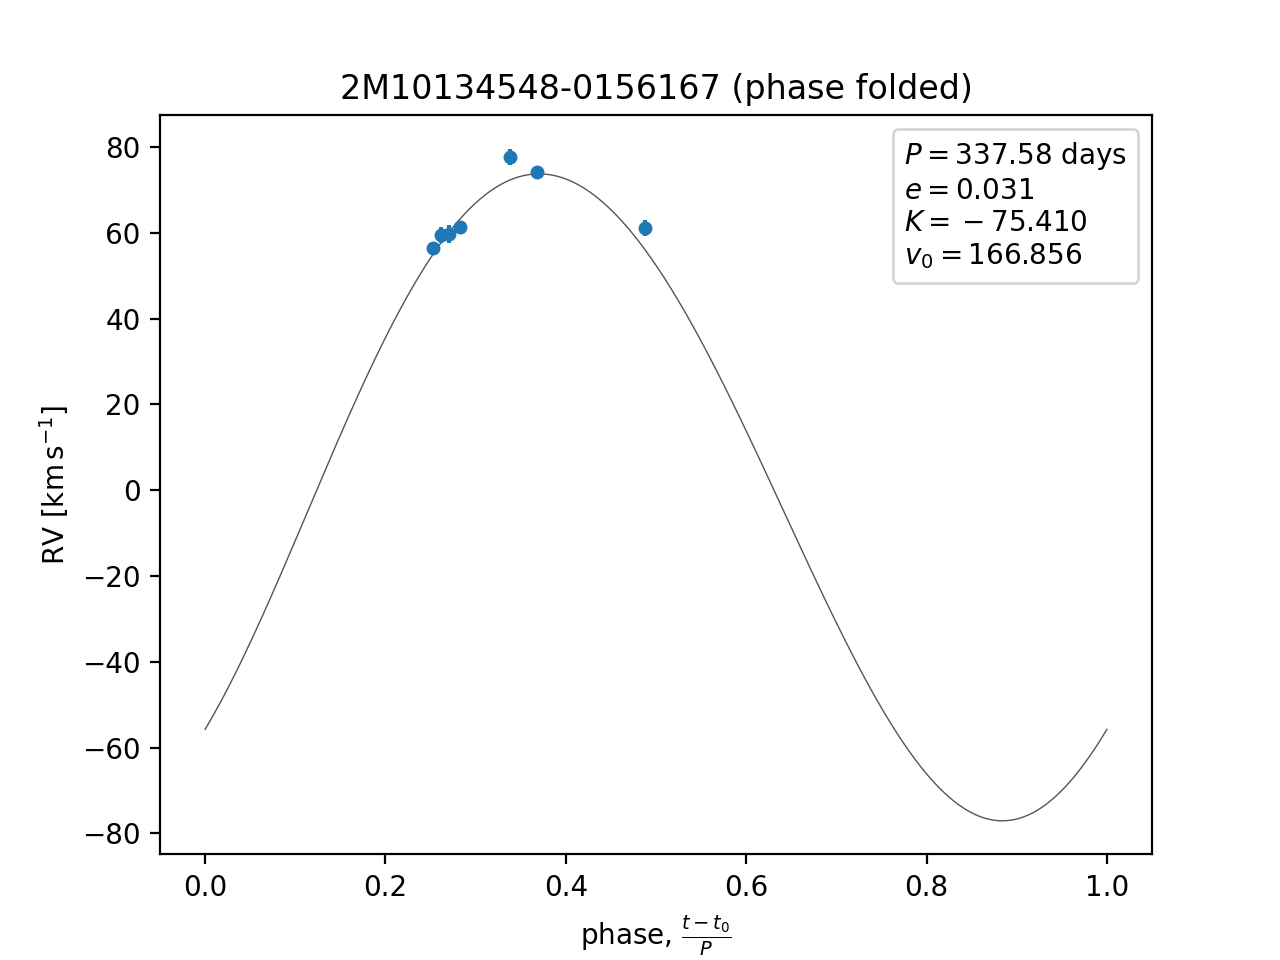 2M10134548-0156167 (phase folded)
P = 337.58 days
e = 0.031
K = − 75.410
v₀ = 166.856
RV [km s⁻¹]
80
60
40
20
0
−20
−40
−60
−80
0.0 0.2 0.4 0.6 0.8 1.0
phase, (t − t₀)/P